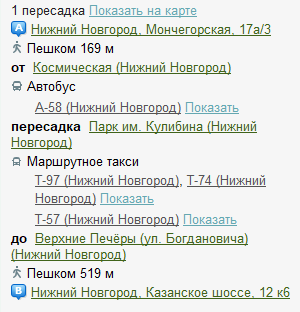 1 пересадка Показать на карте
A Нижний Новгород, Мончегорская, 17а/3
Пешком 169 м
от Космическая (Нижний Новгород)
Автобус
А-58 (Нижний Новгород) Показать
пересадка Парк им. Кулибина (Нижний
Новгород)
Маршрутное такси
Т-97 (Нижний Новгород), Т-74 (Нижний
Новгород) Показать
Т-57 (Нижний Новгород) Показать
до Верхние Печёры (ул. Богдановича)
(Нижний Новгород)
Пешком 519 м
B Нижний Новгород, Казанское шоссе, 12 к6